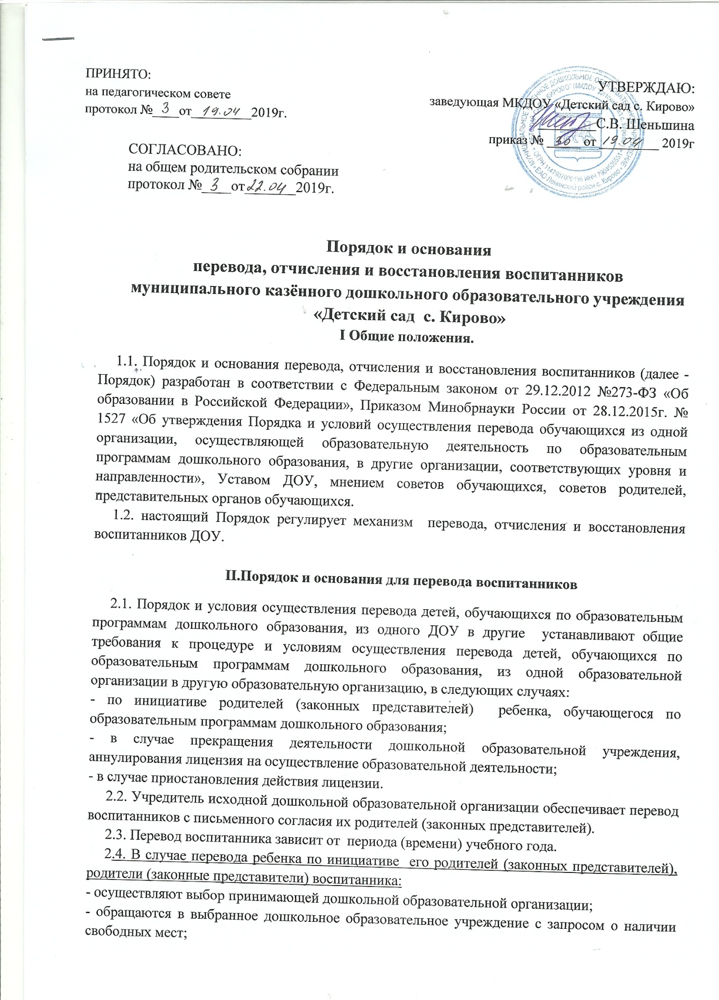 ПРИНЯТО:
на педагогическом совете
протокол № 3 от 19.04 2019г.
УТВЕРЖДАЮ:
заведующая МКДОУ «Детский сад с. Кирово»
С.В. Шеньшина
приказ № от 19.04 2019г
СОГЛАСОВАНО:
на общем родительском собрании
протокол № 3 от 22.04 2019г.
Порядок и основания
перевода, отчисления и восстановления воспитанников
муниципального казённого дошкольного образовательного учреждения
«Детский сад с. Кирово»
I Общие положения.
1.1. Порядок и основания перевода, отчисления и восстановления воспитанников (далее -
Порядок) разработан в соответствии с Федеральным законом от 29.12.2012 №273-ФЗ «Об
образовании в Российской Федерации», Приказом Минобрнауки России от 28.12.2015г. №
1527 «Об утверждения Порядка и условий осуществления перевода обучающихся из одной
организации, осуществляющей образовательную деятельность по образовательным
программам дошкольного образования, в другие организации, соответствующих уровня и
направленности», Уставом ДОУ, мнением советов обучающихся, советов родителей,
представительных органов обучающихся.
1.2. настоящий Порядок регулирует механизм перевода, отчисления и восстановления
воспитанников ДОУ.
II.Порядок и основания для перевода воспитанников
2.1. Порядок и условия осуществления перевода детей, обучающихся по образовательным
программам дошкольного образования, из одного ДОУ в другие устанавливают общие
требования к процедуре и условиям осуществления перевода детей, обучающихся по
образовательным программам дошкольного образования, из одной образовательной
организации в другую образовательную организацию, в следующих случаях:
- по инициативе родителей (законных представителей) ребенка, обучающегося по
образовательным программам дошкольного образования;
- в случае прекращения деятельности дошкольной образовательной учреждения,
аннулирования лицензия на осуществление образовательной деятельности;
- в случае приостановления действия лицензии.
2.2. Учредитель исходной дошкольной образовательной организации обеспечивает перевод
воспитанников с письменного согласия их родителей (законных представителей).
2.3. Перевод воспитанника зависит от периода (времени) учебного года.
2.4. В случае перевода ребенка по инициативе его родителей (законных представителей),
родители (законные представители) воспитанника:
- осуществляют выбор принимающей дошкольной образовательной организации;
- обращаются в выбранное дошкольное образовательное учреждение с запросом о наличии
свободных мест;